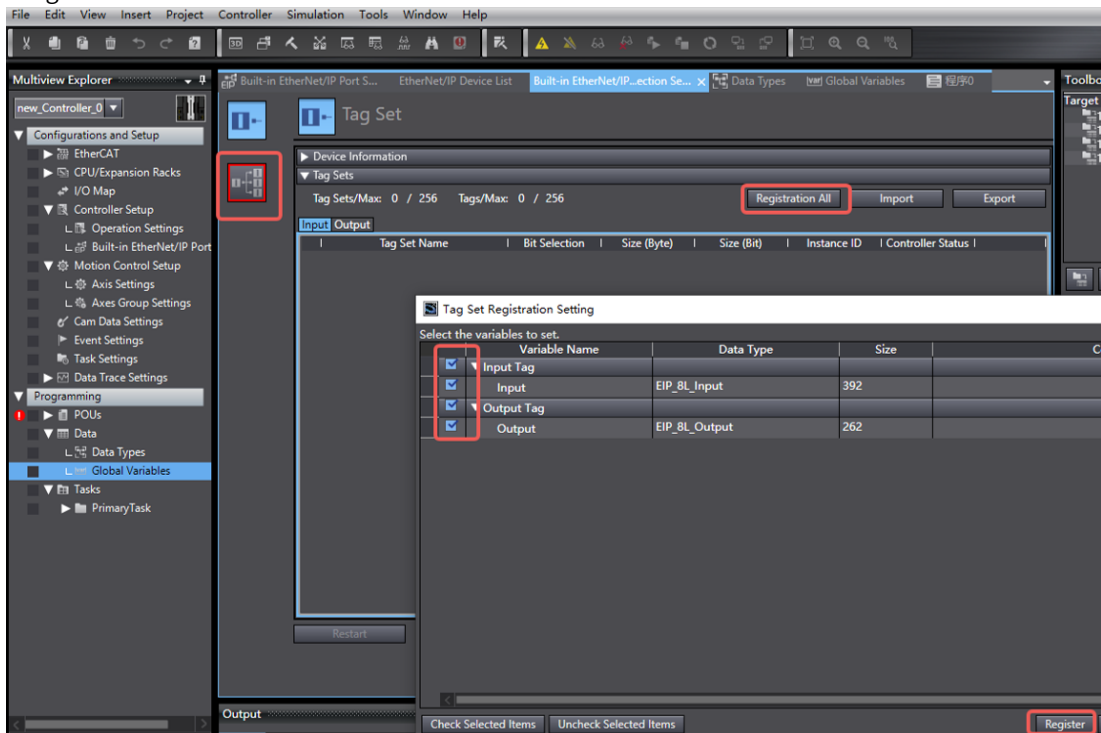 File Edit View Insert Project Controller Simulation Tools Window Help
Multiview Explorer
new_Controller_0
Configurations and Setup
EtherCAT
CPU/Expansion Racks
I/O Map
Controller Setup
Operation Settings
Built-in EtherNet/IP Port
Motion Control Setup
Axis Settings
Axes Group Settings
Cam Data Settings
Event Settings
Task Settings
Data Trace Settings
Programming
POUs
Data
Data Types
Global Variables
Tasks
PrimaryTask
Built-in EtherNet/IP Port S... EtherNet/IP Device List Built-in EtherNet/IP...ection Se... Data Types Global Variables 程序0
Tag Set
Device Information
Tag Sets
Tag Sets/Max: 0 / 256 Tags/Max: 0 / 256 Registration All Import Export
Input Output
Tag Set Name | Bit Selection | Size (Byte) | Size (Bit) | Instance ID | Controller Status |
Tag Set Registration Setting
Select the variables to set.
Variable Name Data Type Size
Input Tag
Input EIP_8L_Input 392
Output Tag
Output EIP_8L_Output 262
Restart
Output
Check Selected Items Uncheck Selected Items Register
Toolbo
Target